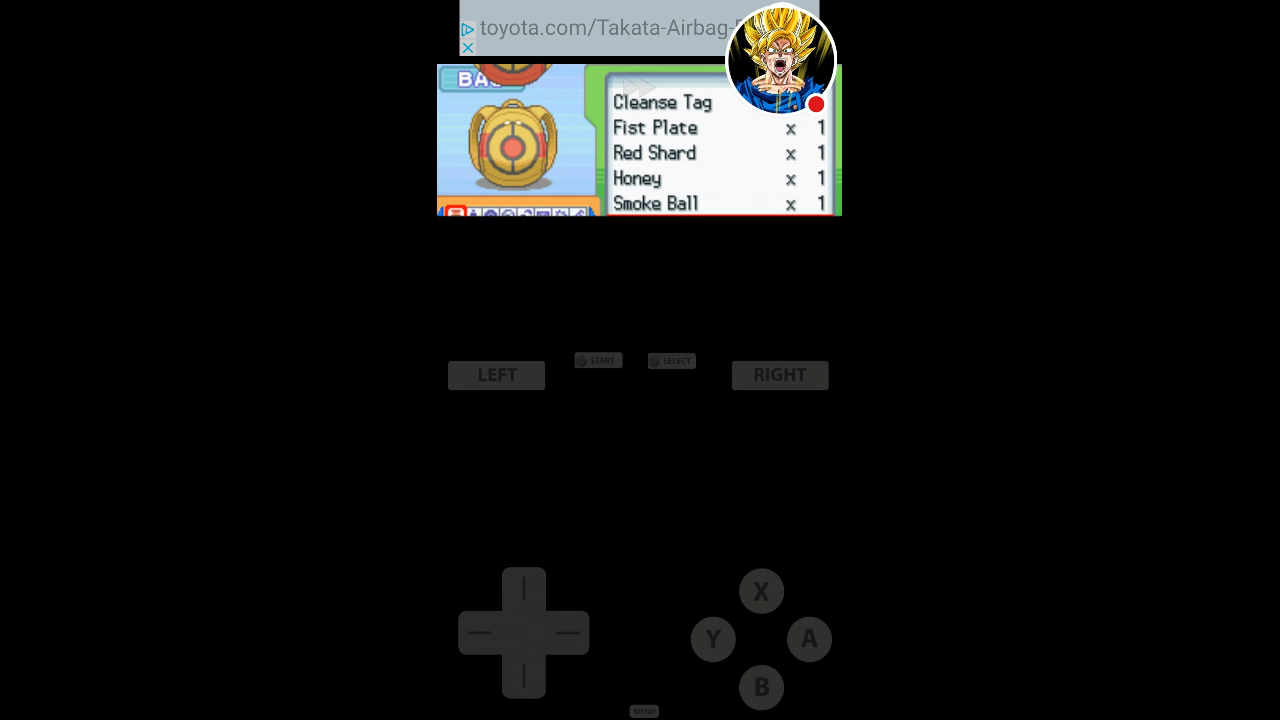 toyota.com/Takata-Airbag-
Cleanse Tag
Fist Plate x 1
Red Shard x 1
Honey x 1
Smoke Ball x 1
START
SELECT
LEFT
RIGHT
X
Y
A
B
MENU